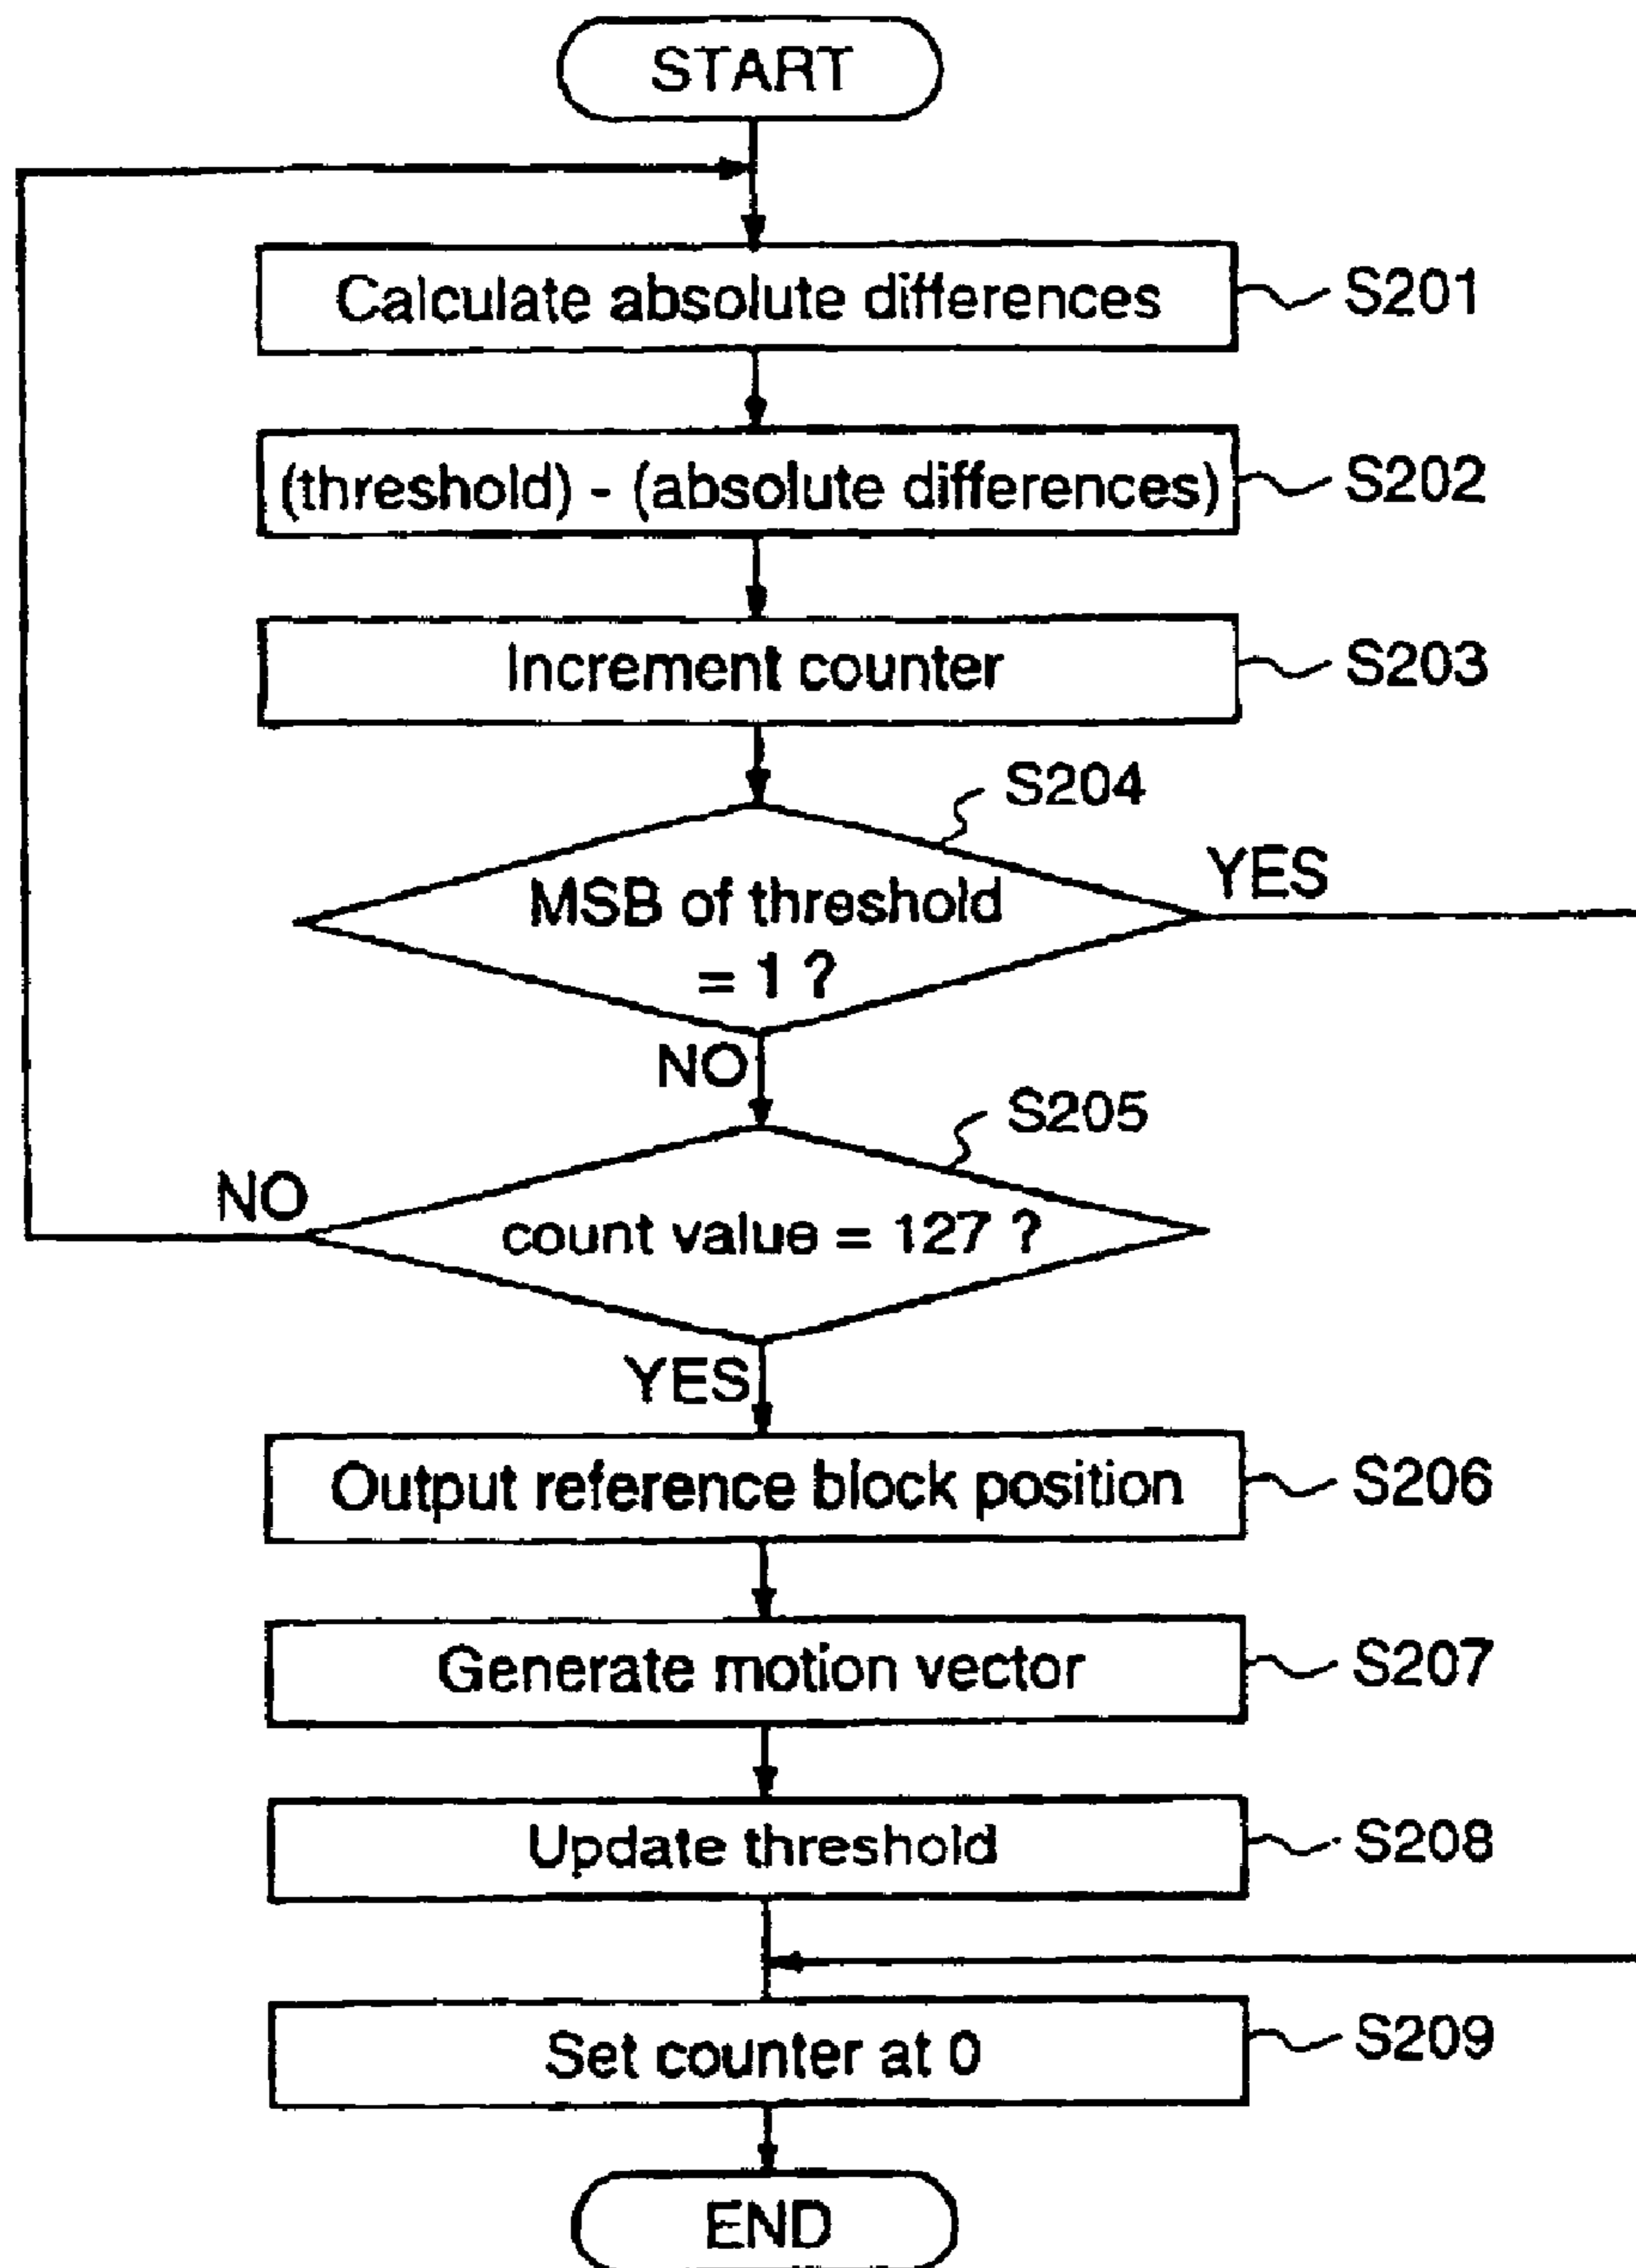 START
Calculate absolute differences
S201
(threshold) - (absolute differences)
S202
Increment counter
S203
S204
MSB of threshold
= 1 ?
YES
NO
S205
count value = 127 ?
NO
YES
Output reference block position
S206
Generate motion vector
S207
Update threshold
S208
Set counter at 0
S209
END